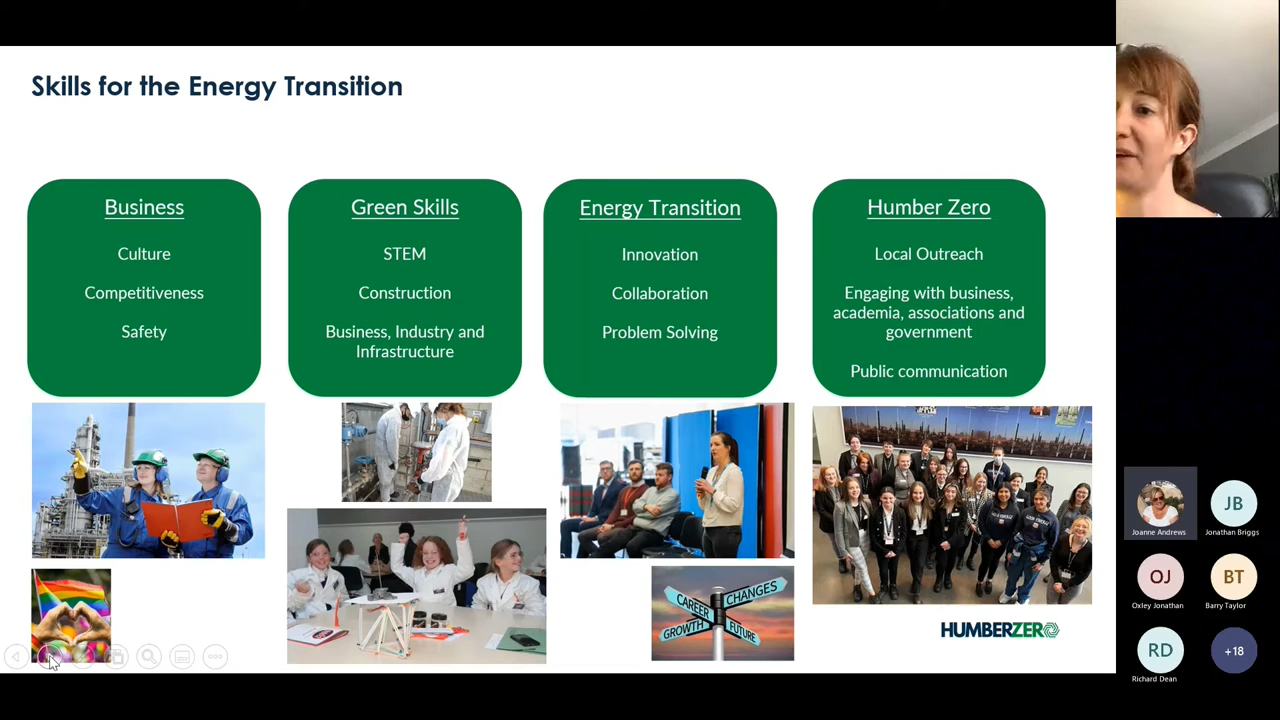 Skills for the Energy Transition
Business
Culture
Competitiveness
Safety
Green Skills
STEM
Construction
Business, Industry and
Infrastructure
Energy Transition
Innovation
Collaboration
Problem Solving
Humber Zero
Local Outreach
Engaging with business,
academia, associations and
government
Public communication
CAREER
CHANGES
GROWTH
FUTURE
HUMBERZERO
Joanne Andrews
JB
Jonathan Briggs
OJ
Oxley Jonathan
BT
Barry Taylor
RD
Richard Dean
+18